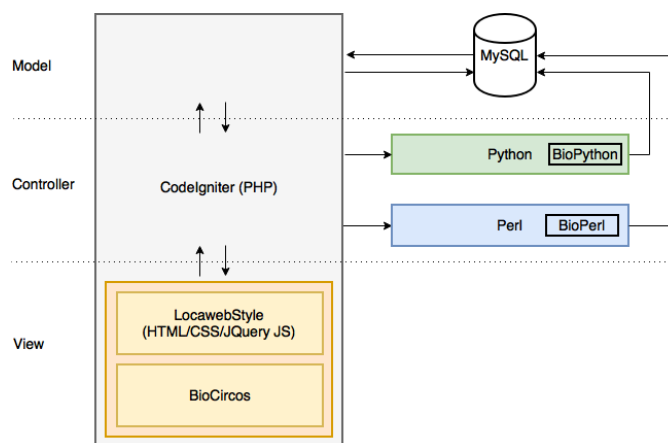 Model
MySQL
Controller
CodeIgniter (PHP)
Python
BioPython
Perl
BioPerl
View
LocawebStyle
(HTML/CSS/JQuery JS)
BioCircos